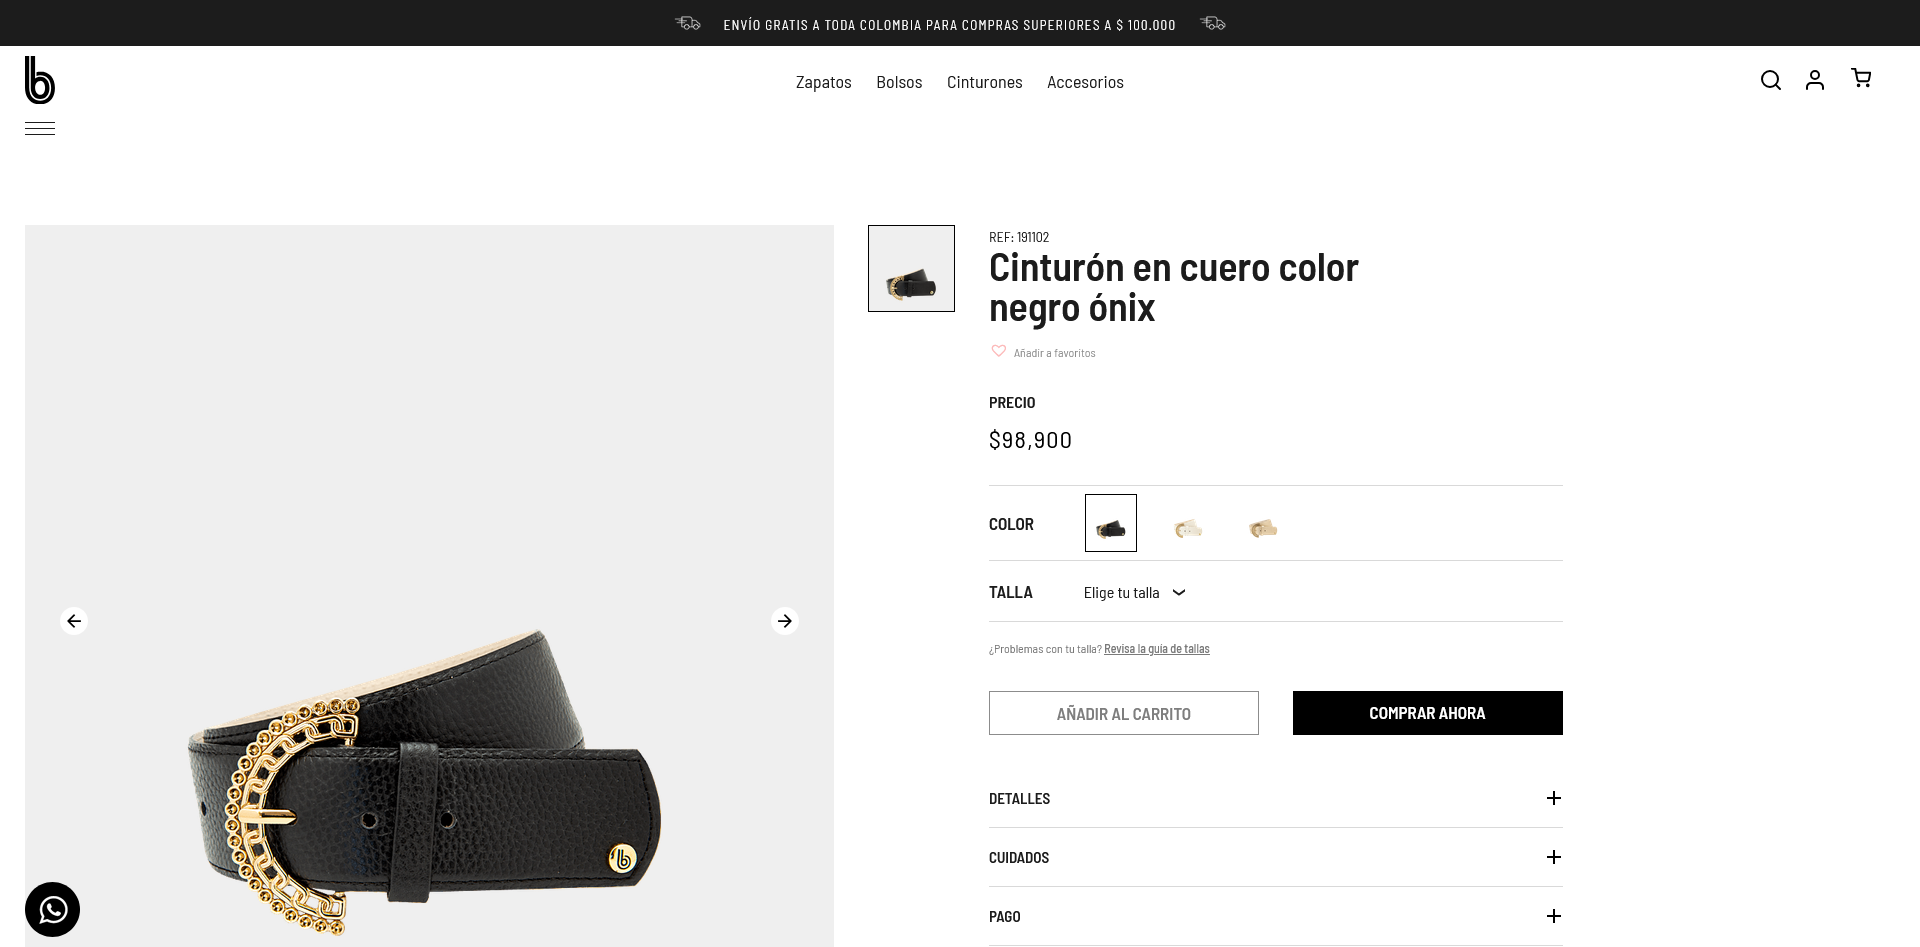 ENVÍO GRATIS A TODA COLOMBIA PARA COMPRAS SUPERIORES A $ 100.000
b
Zapatos Bolsos Cinturones Accesorios
REF: 191102
Cinturón en cuero color
negro ónix
Añadir a favoritos
PRECIO
$98,900
COLOR
TALLA Elige tu talla
¿Problemas con tu talla? Revisa la guía de tallas
AÑADIR AL CARRITO COMPRAR AHORA
DETALLES
CUIDADOS
PAGO
b